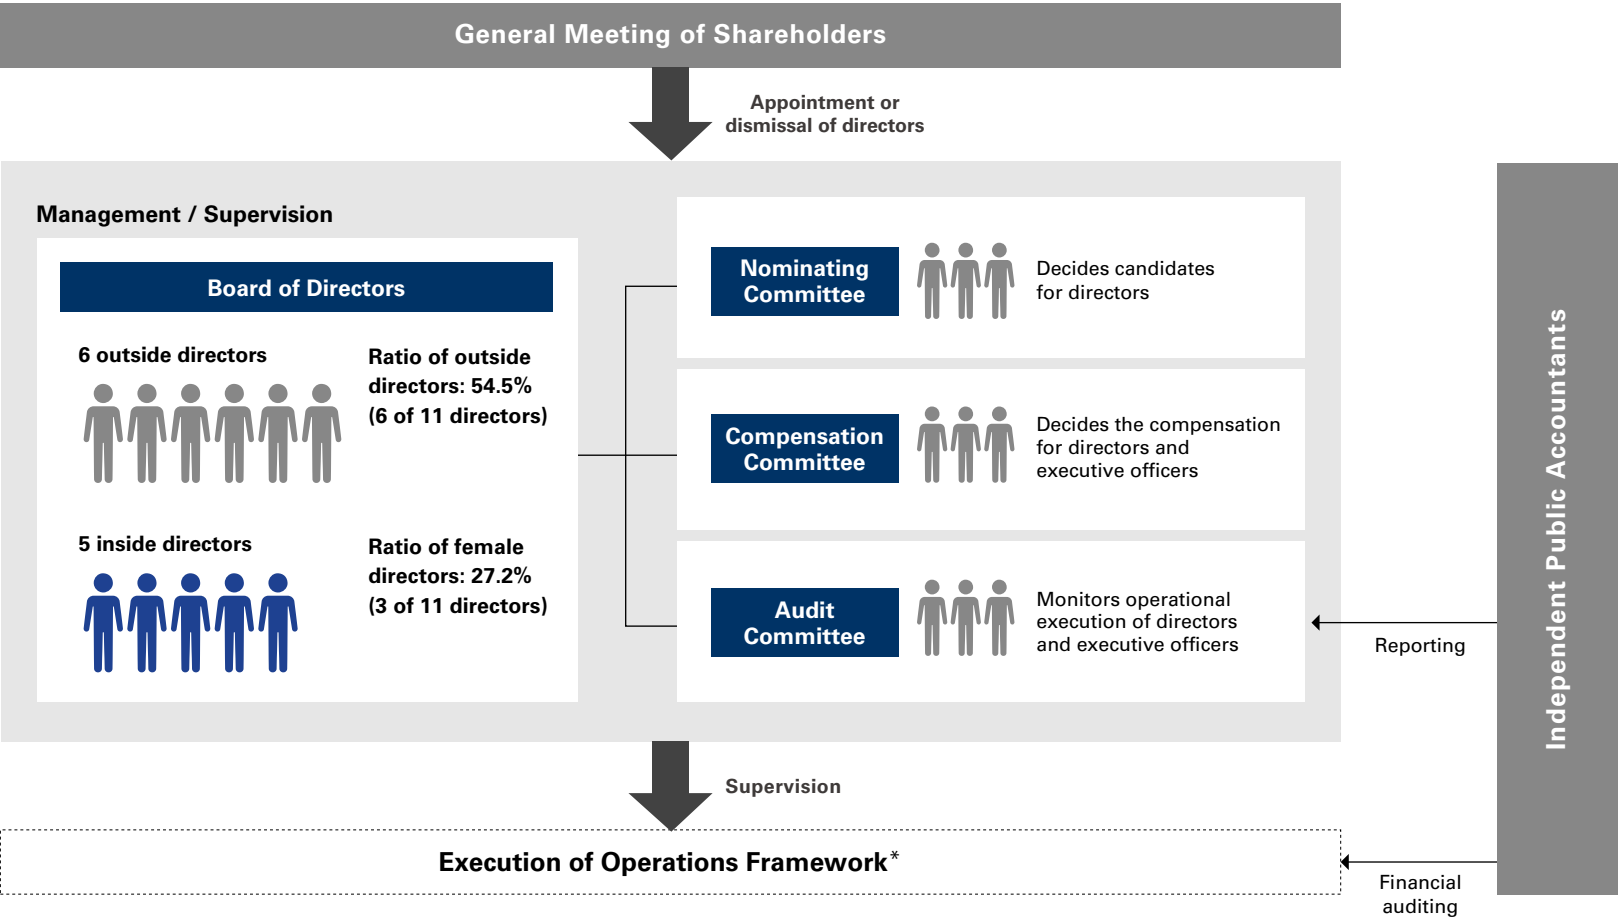 General Meeting of Shareholders
Appointment or
dismissal of directors
Management / Supervision
Board of Directors
6 outside directors
Ratio of outside
directors: 54.5%
(6 of 11 directors)
5 inside directors
Ratio of female
directors: 27.2%
(3 of 11 directors)
Nominating
Committee
Decides candidates
for directors
Compensation
Committee
Decides the compensation
for directors and
executive officers
Audit
Committee
Monitors operational
execution of directors
and executive officers
Reporting
Independent Public Accountants
Supervision
Execution of Operations Framework*
Financial
auditing